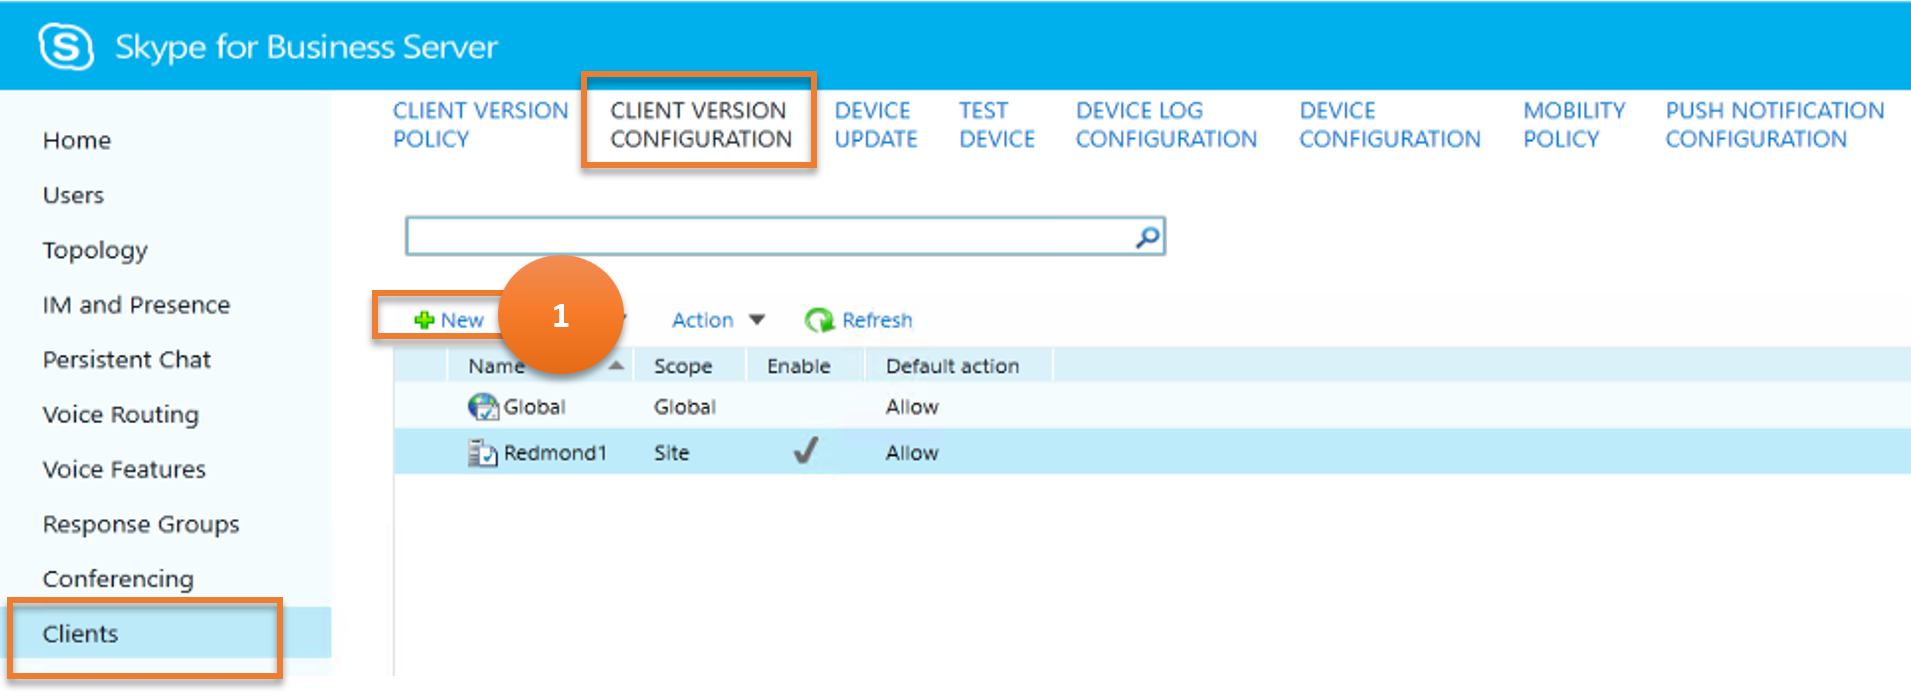 Skype for Business Server
Home
Users
Topology
IM and Presence
Persistent Chat
Voice Routing
Voice Features
Response Groups
Conferencing
Clients
CLIENT VERSION
POLICY
CLIENT VERSION
CONFIGURATION
DEVICE
UPDATE
TEST
DEVICE
DEVICE LOG
CONFIGURATION
DEVICE
CONFIGURATION
MOBILITY
POLICY
PUSH NOTIFICATION
CONFIGURATION
New 1 Action Refresh
Name Scope Enable Default action
Global Global Allow
Redmond1 Site Allow